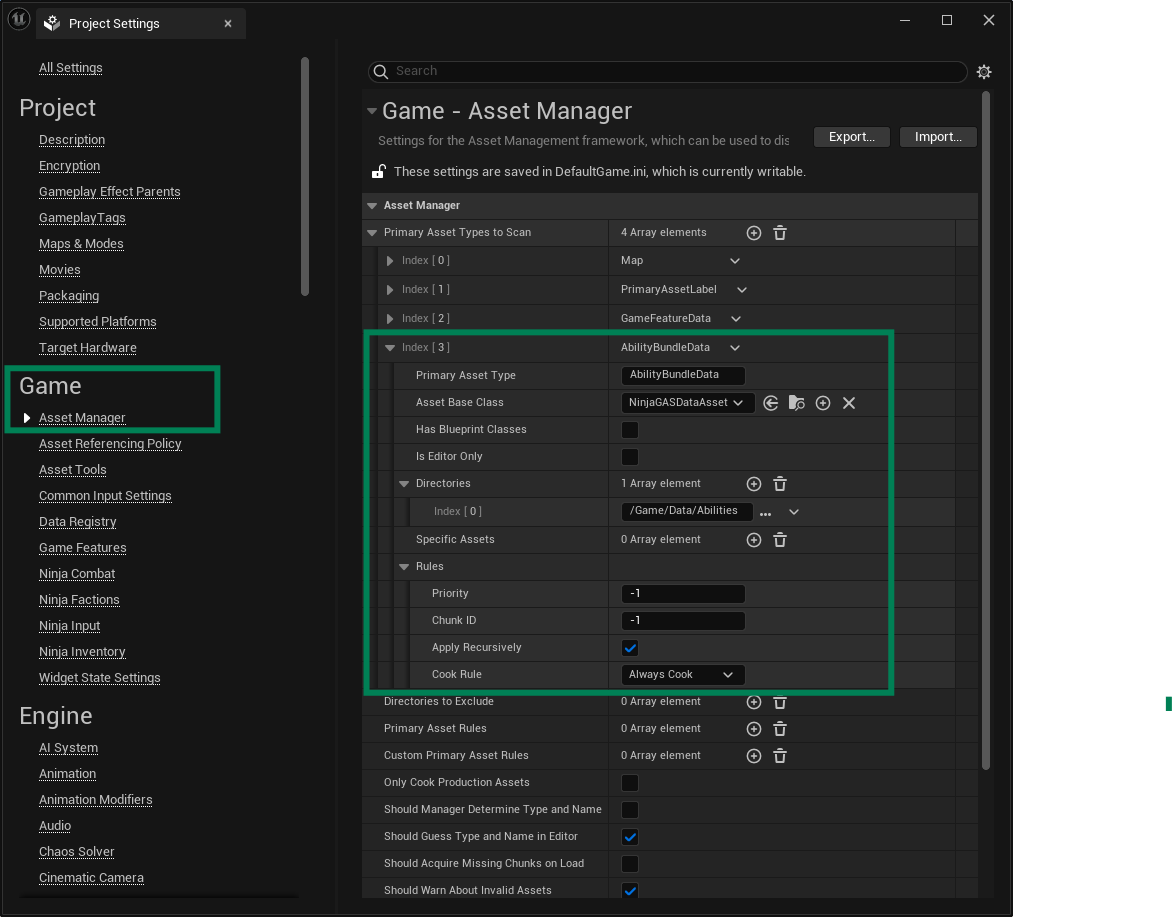 Project Settings
All Settings
Project
Description
Encryption
Gameplay Effect Parents
GameplayTags
Maps & Modes
Movies
Packaging
Supported Platforms
Target Hardware
Game
Asset Manager
Asset Referencing Policy
Asset Tools
Common Input Settings
Data Registry
Game Features
Ninja Combat
Ninja Factions
Ninja Input
Ninja Inventory
Widget State Settings
Engine
AI System
Animation
Animation Modifiers
Audio
Chaos Solver
Cinematic Camera
Search
Game - Asset Manager
Settings for the Asset Management framework, which can be used to dis
Export... Import...
These settings are saved in DefaultGame.ini, which is currently writable.
Asset Manager
Primary Asset Types to Scan 4 Array elements
Index [ 0 ] Map
Index [ 1 ] PrimaryAssetLabel
Index [ 2 ] GameFeatureData
Index [ 3 ] AbilityBundleData
Primary Asset Type AbilityBundleData
Asset Base Class NinjaGASDataAsset
Has Blueprint Classes
Is Editor Only
Directories 1 Array element
Index [ 0 ] /Game/Data/Abilities ...
Specific Assets 0 Array element
Rules
Priority -1
Chunk ID -1
Apply Recursively
Cook Rule Always Cook
Directories to Exclude 0 Array element
Primary Asset Rules 0 Array element
Custom Primary Asset Rules 0 Array element
Only Cook Production Assets
Should Manager Determine Type and Name
Should Guess Type and Name in Editor
Should Acquire Missing Chunks on Load
Should Warn About Invalid Assets